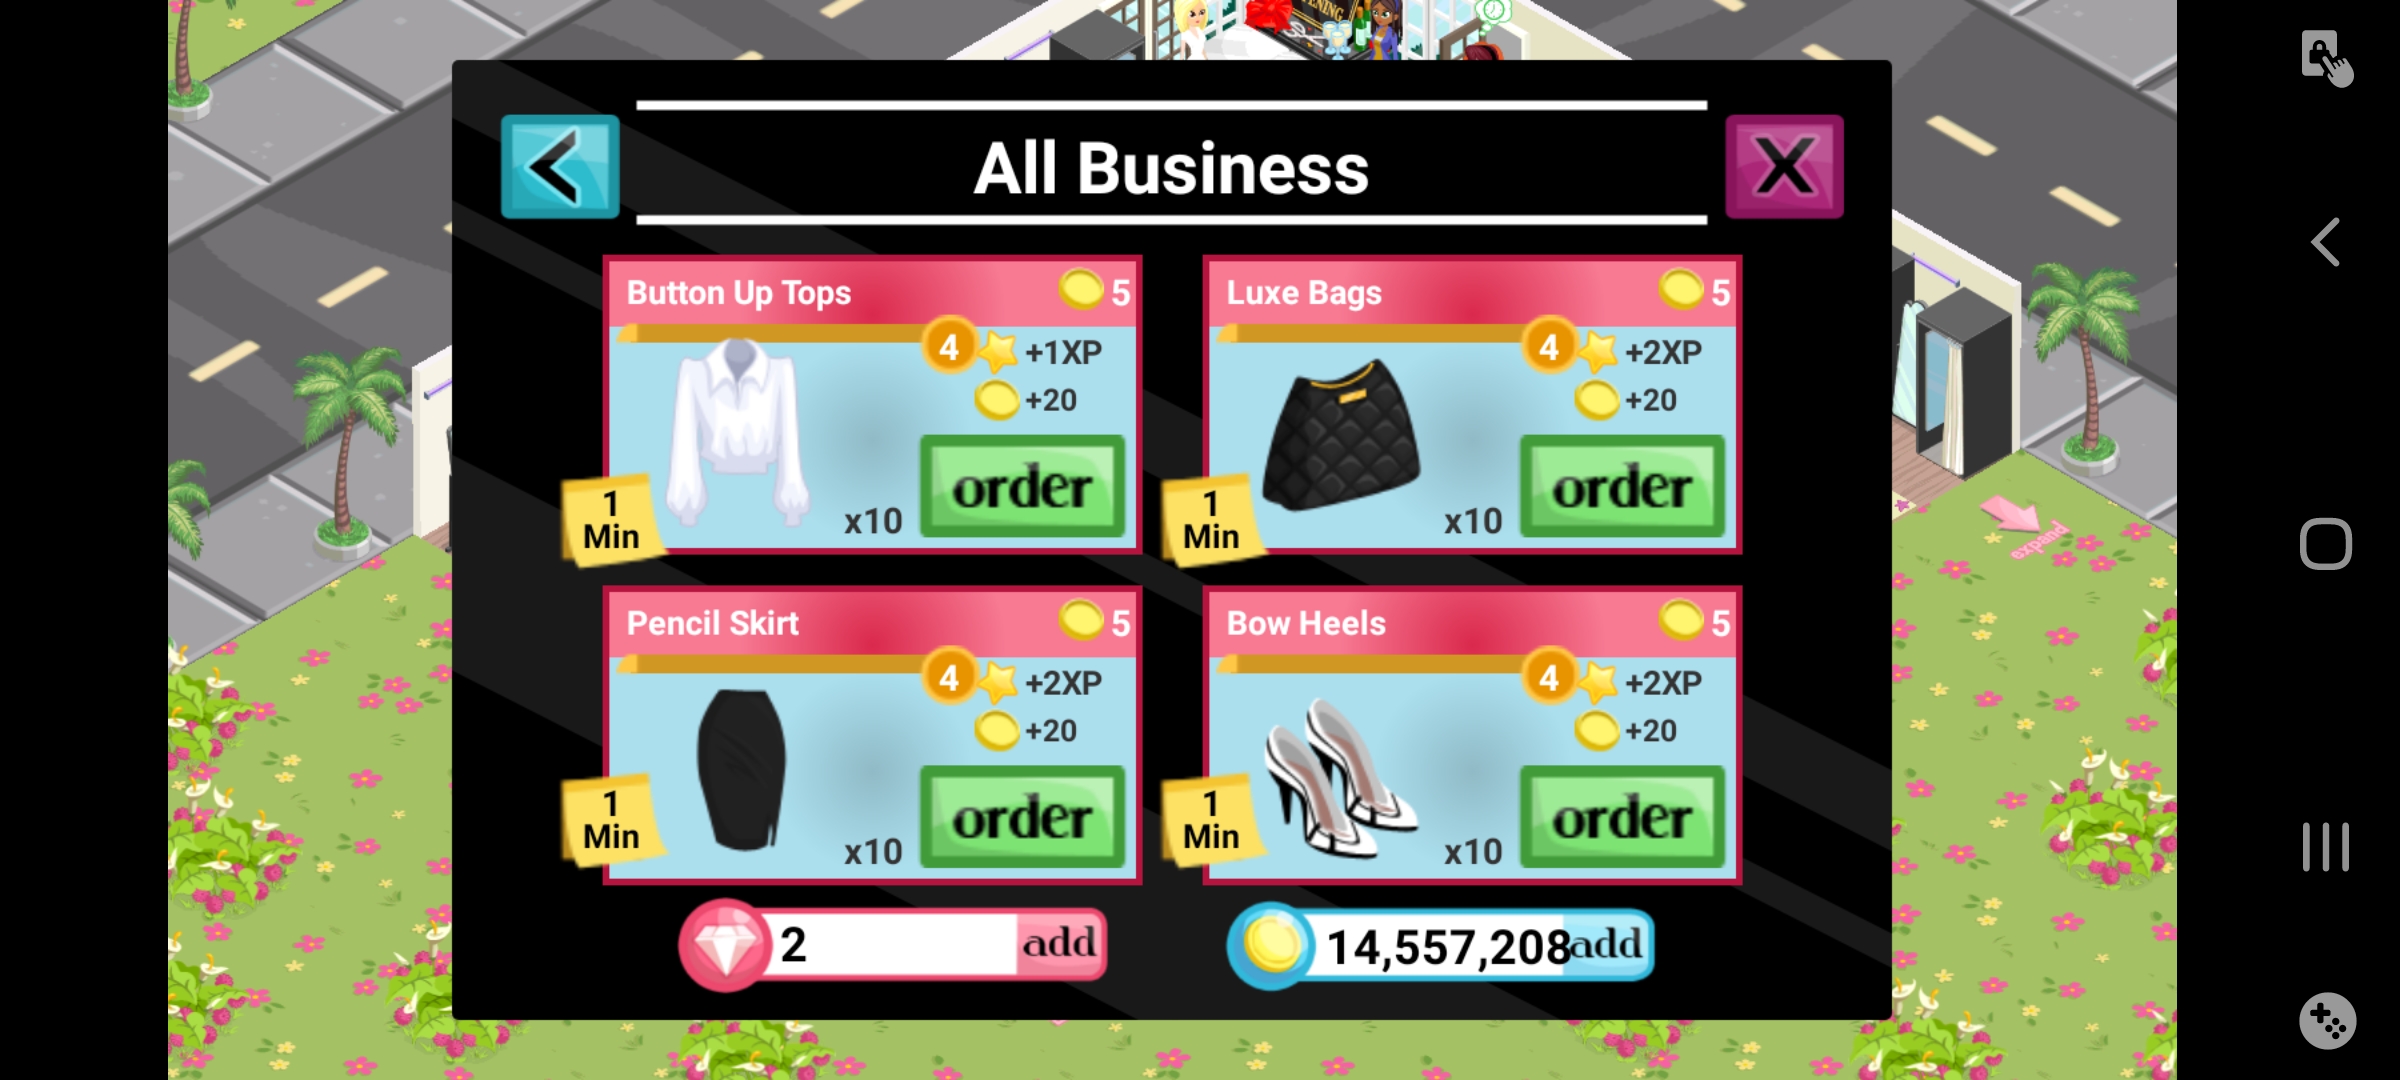 All Business
Button Up Tops 5
4 +1XP
+20
1
Min
x10
order
Luxe Bags 5
4 +2XP
+20
1
Min
x10
order
Pencil Skirt 5
4 +2XP
+20
1
Min
x10
order
Bow Heels 5
4 +2XP
+20
1
Min
x10
order
2 add
14,557,208 add
expand